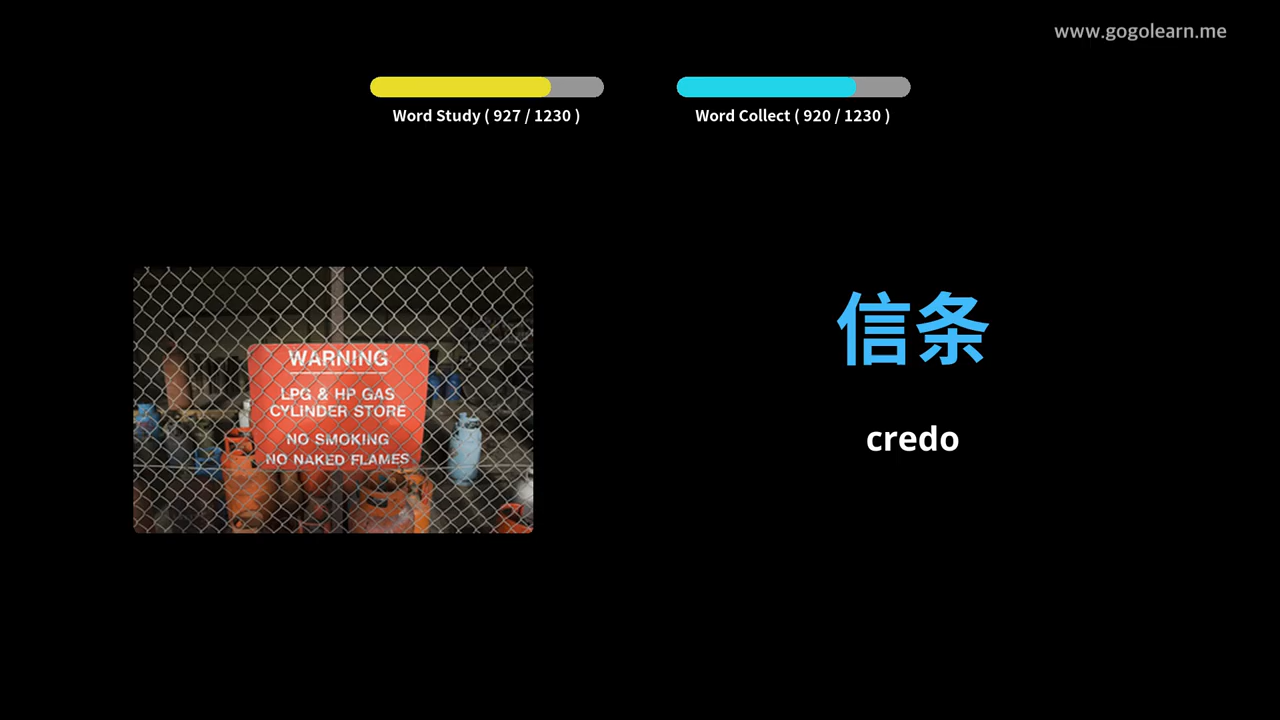 www.gogolearn.me
Word Study ( 927 / 1230 )
Word Collect ( 920 / 1230 )
WARNING
LPG & HP GAS
CYLINDER STORE
NO SMOKING
NO NAKED FLAMES
信条
credo